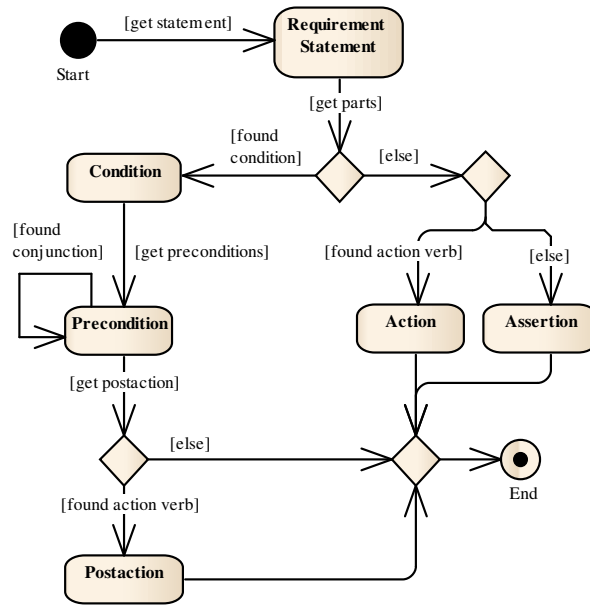 [get statement]
Requirement
Statement
Start
[get parts]
[found
condition]
[else]
Condition
[found
conjunction]
[get preconditions]
[found action verb]
[else]
Precondition
Action
Assertion
[get postaction]
[else]
End
[found action verb]
Postaction